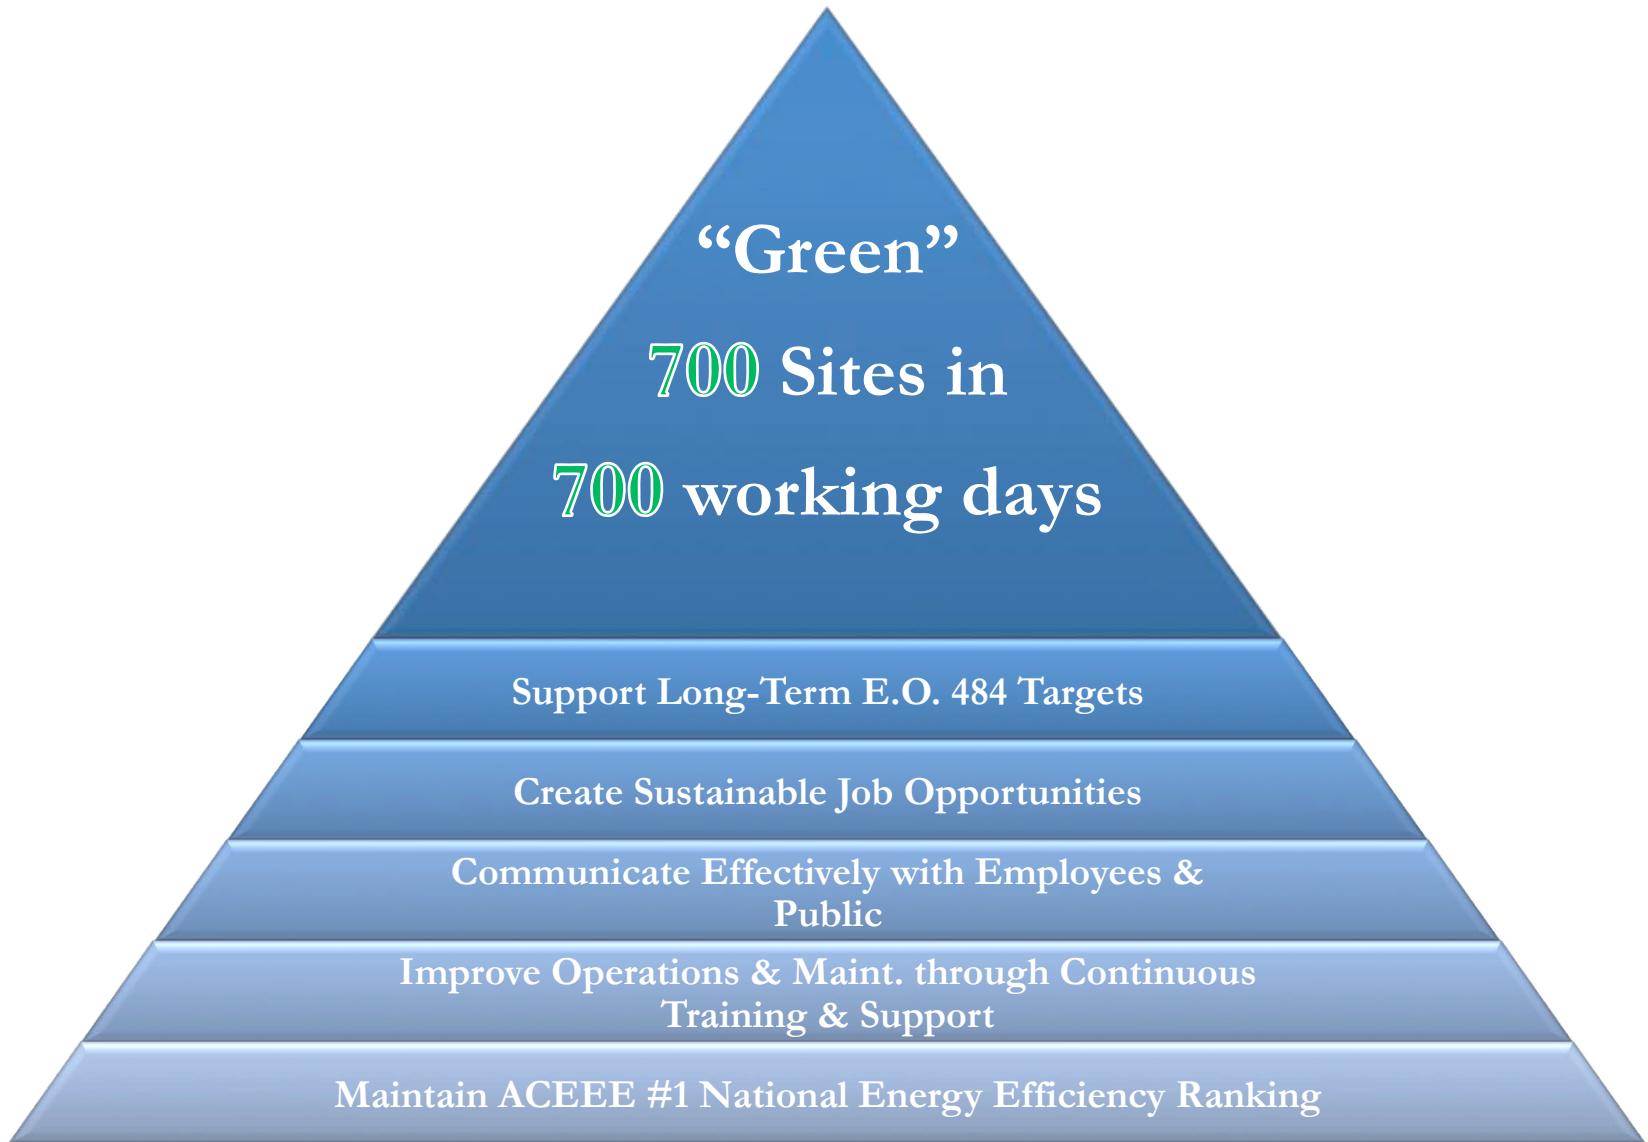 “Green”
700 Sites in
700 working days
Support Long-Term E.O. 484 Targets
Create Sustainable Job Opportunities
Communicate Effectively with Employees &
Public
Improve Operations & Maint. through Continuous
Training & Support
Maintain ACEEE #1 National Energy Efficiency Ranking